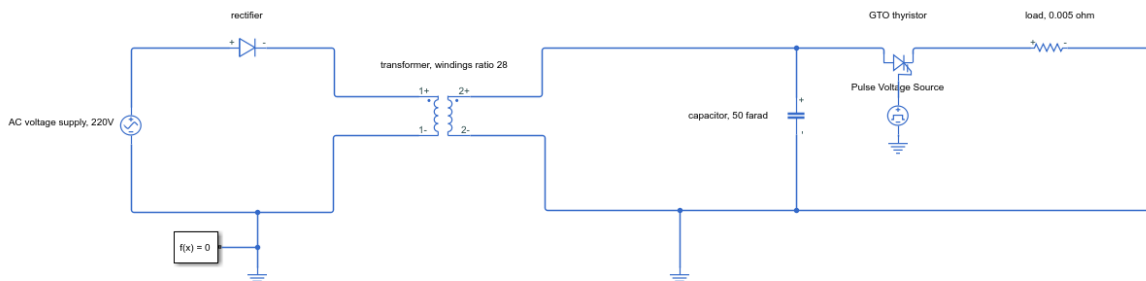 rectifier
GTO thyristor
load, 0.005 ohm
+ -
+ -
transformer, windings ratio 28
1+ 2+
Pulse Voltage Source
AC voltage supply, 220V
+
capacitor, 50 farad
1- 2-
-
f(x) = 0